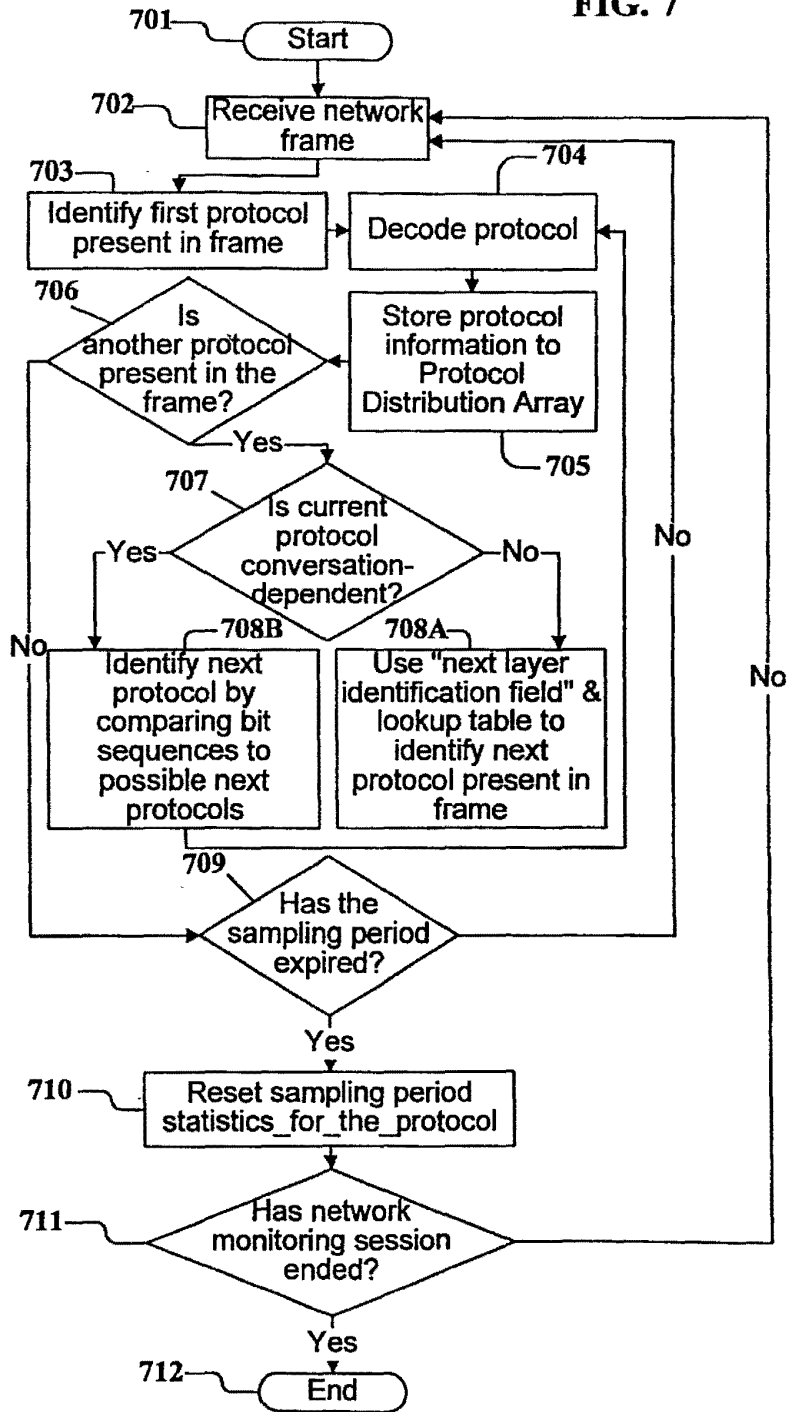 FIG. 7
701
Start
702
Receive network
frame
703
Identify first protocol
present in frame
704
Decode protocol
706
Is
another protocol
present in the
frame?
Store protocol
information to
Protocol
Distribution Array
705
Yes
707
Is current
protocol
conversation-
dependent?
Yes
No
No
No
No
708B
Identify next
protocol by
comparing bit
sequences to
possible next
protocols
708A
Use "next layer
identification field" &
lookup table to
identify next
protocol present in
frame
709
Has the
sampling period
expired?
Yes
710
Reset sampling period
statistics_for_the_protocol
711
Has network
monitoring session
ended?
Yes
712
End